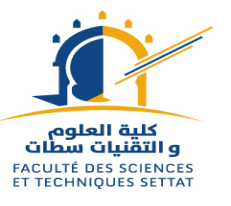 كلية العلوم
و التقنيات سطات
FACULTÉ DES SCIENCES
ET TECHNIQUES SETTAT